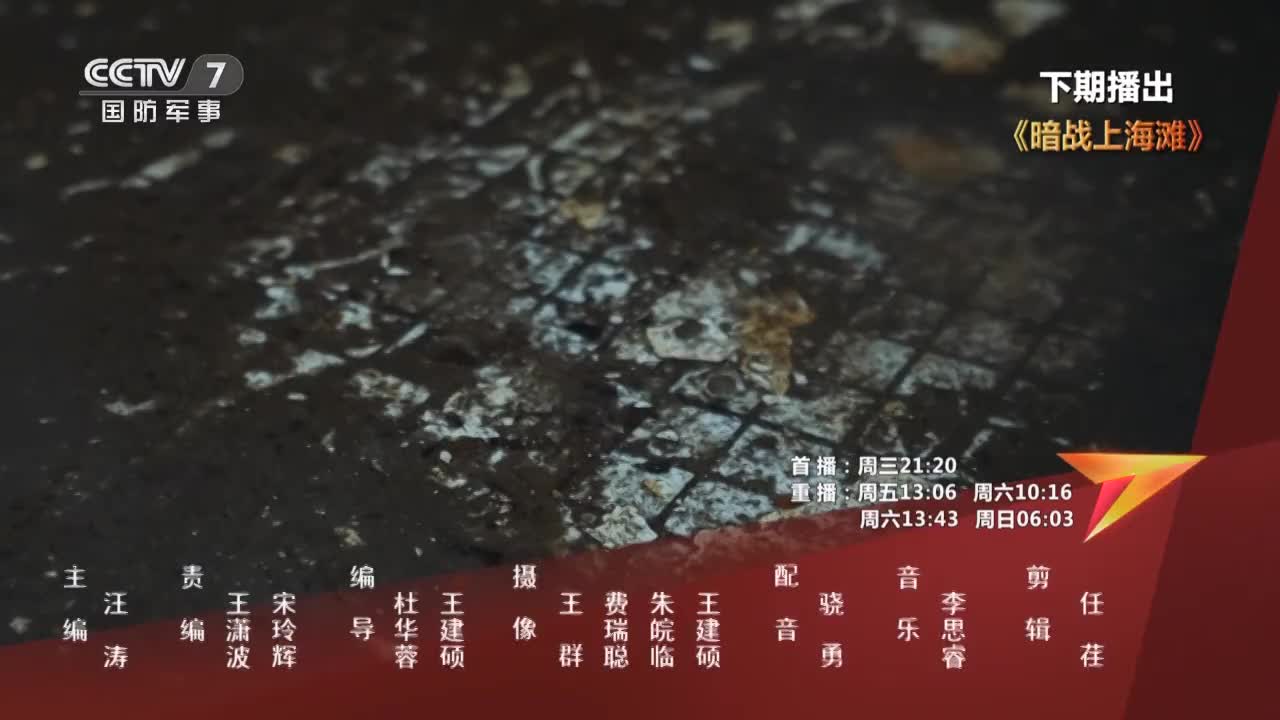 CCTV 7
国防军事
下期播出
《暗战上海滩》
首播：周三21:20
重播：周五13:06 周六10:16
周六13:43 周日06:03
主编
汪涛
责编
王潇波
宋玲辉
编导
杜华蓉
王建硕
摄像
王群
费瑞聪
朱皖临
王建硕
配音
骁勇
音乐
李思睿
剪辑
任荏